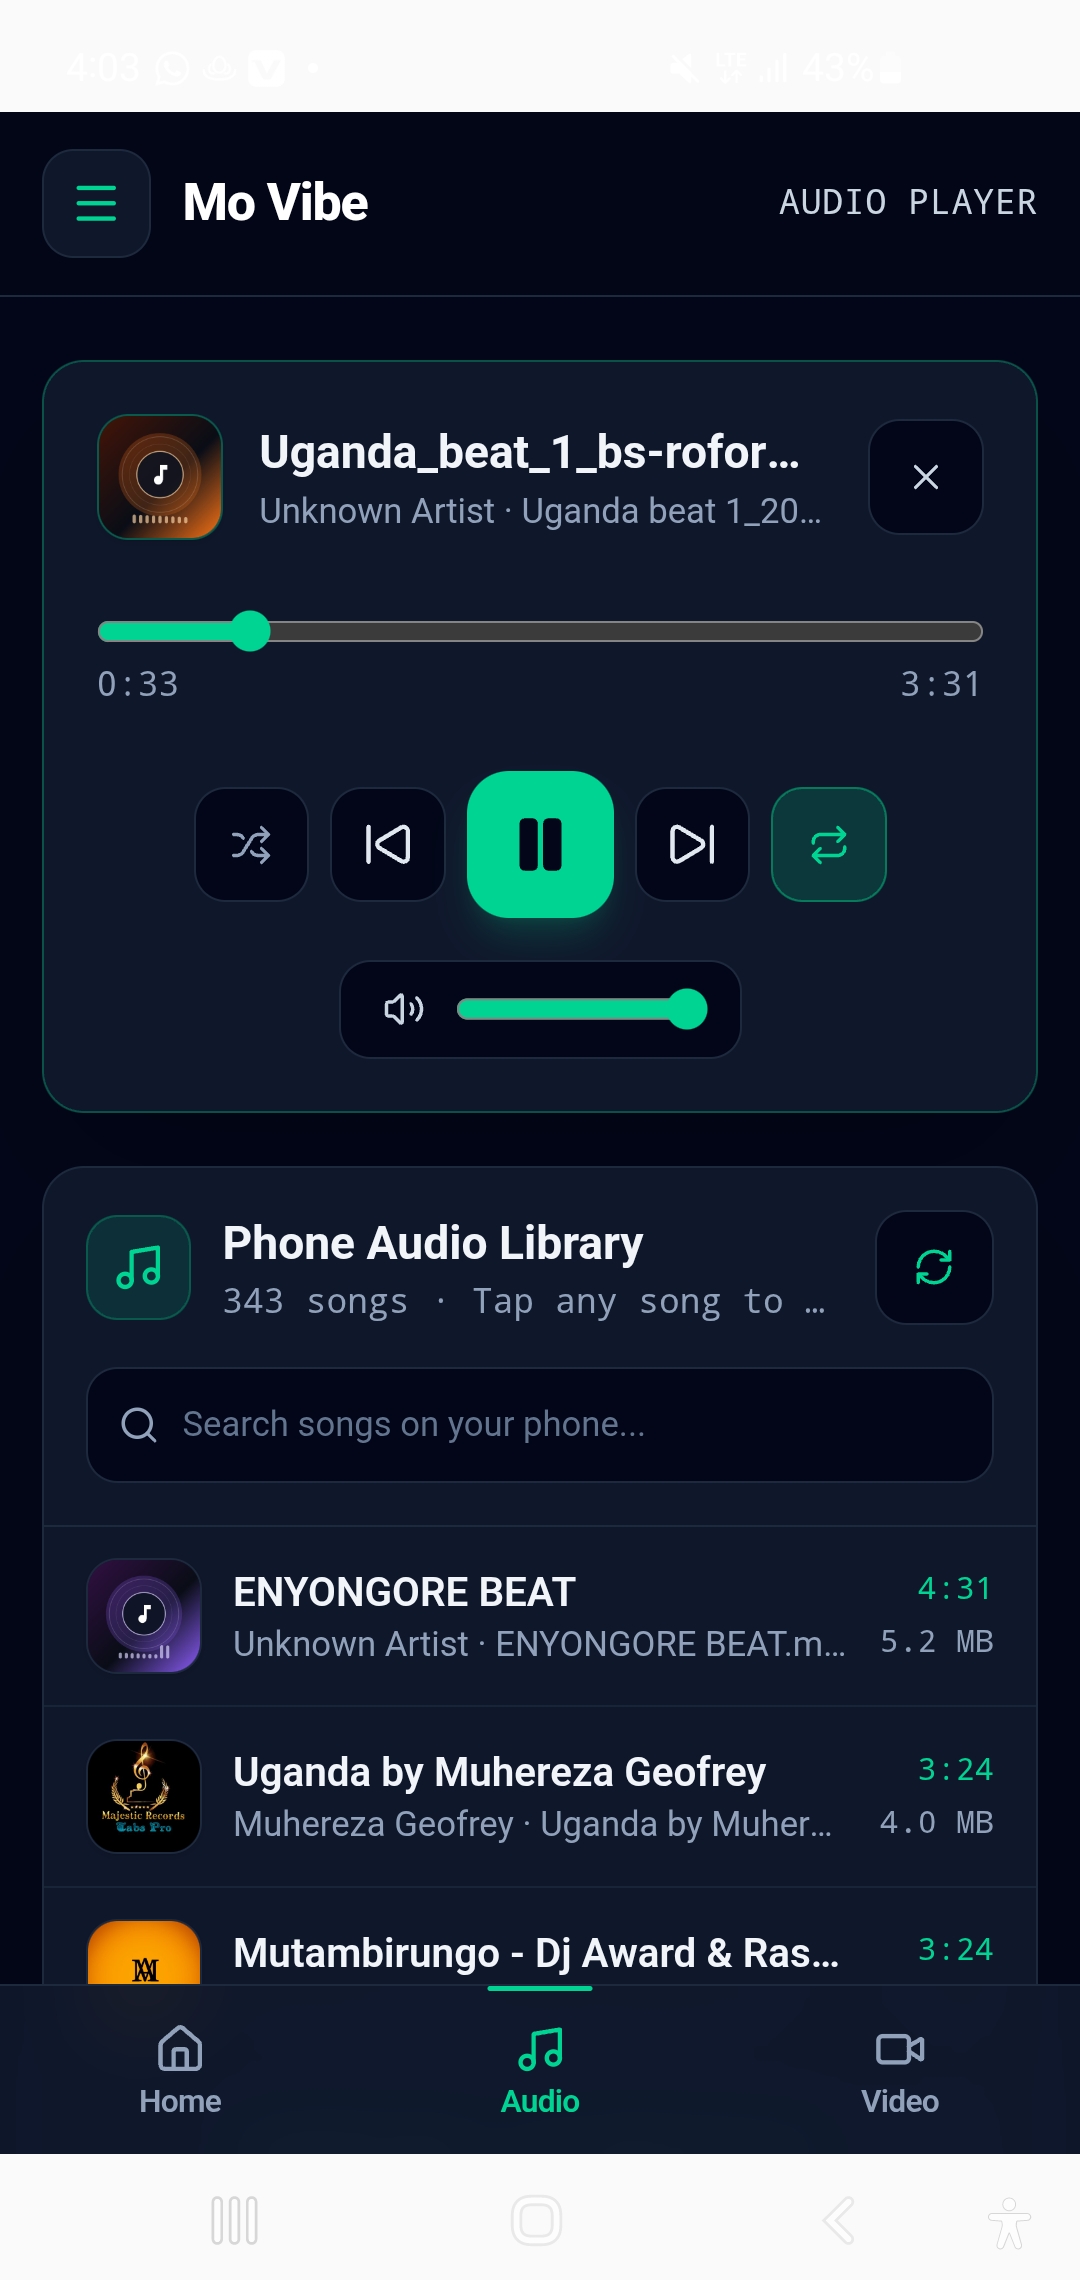 4:03
LTE
43%
Mo Vibe
AUDIO PLAYER
Uganda_beat_1_bs-rofor...
Unknown Artist · Uganda beat 1_20...
0:33
3:31
Phone Audio Library
343 songs · Tap any song to …
Search songs on your phone...
ENYONGORE BEAT
4:31
Unknown Artist · ENYONGORE BEAT.m...
5.2 MB
Majestic Records
Tabs Pro
Uganda by Muhereza Geofrey
3:24
Muhereza Geofrey · Uganda by Muher...
4.0 MB
Mutambirungo - Dj Award & Ras...
3:24
Home
Audio
Video